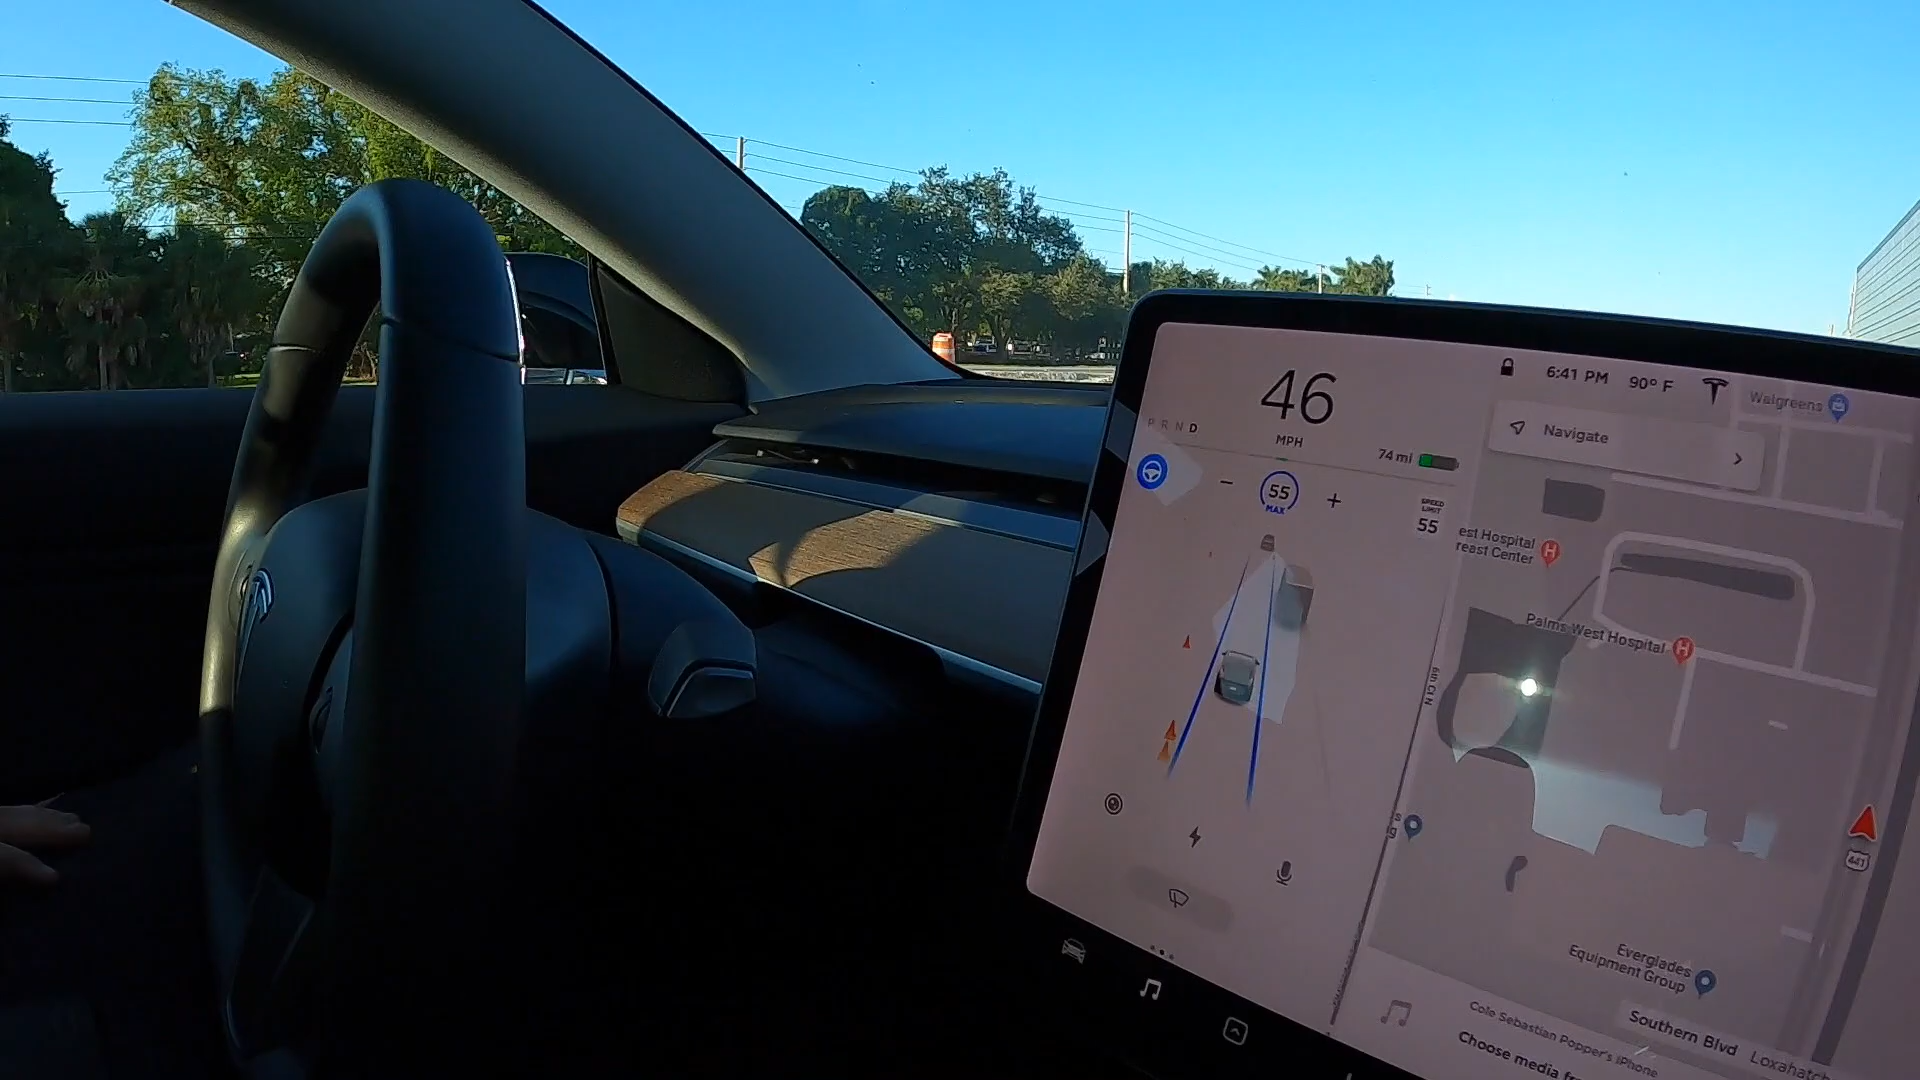 46
MPH
P R N D
74 mi
55
MAX
SPEED
LIMIT
55
6:41 PM 90° F
Walgreens
Navigate
est Hospital
reast Center
Palms West Hospital
441
Everglades
Equipment Group
Southern Blvd
Cole Sebastian Popper's iPhone
Choose media